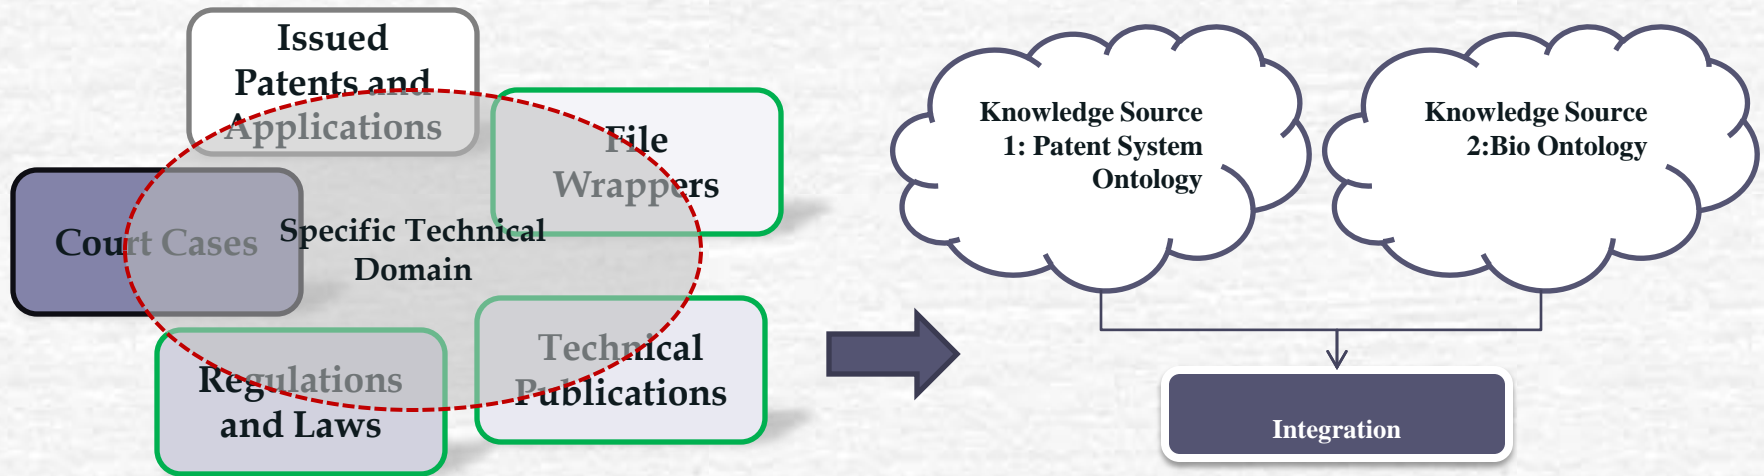 Issued
Patents and
Applications
File
Wrappers
Court Cases
Specific Technical
Domain
Technical
Publications
Regulations
and Laws
Knowledge Source
1: Patent System
Ontology
Knowledge Source
2:Bio Ontology
Integration